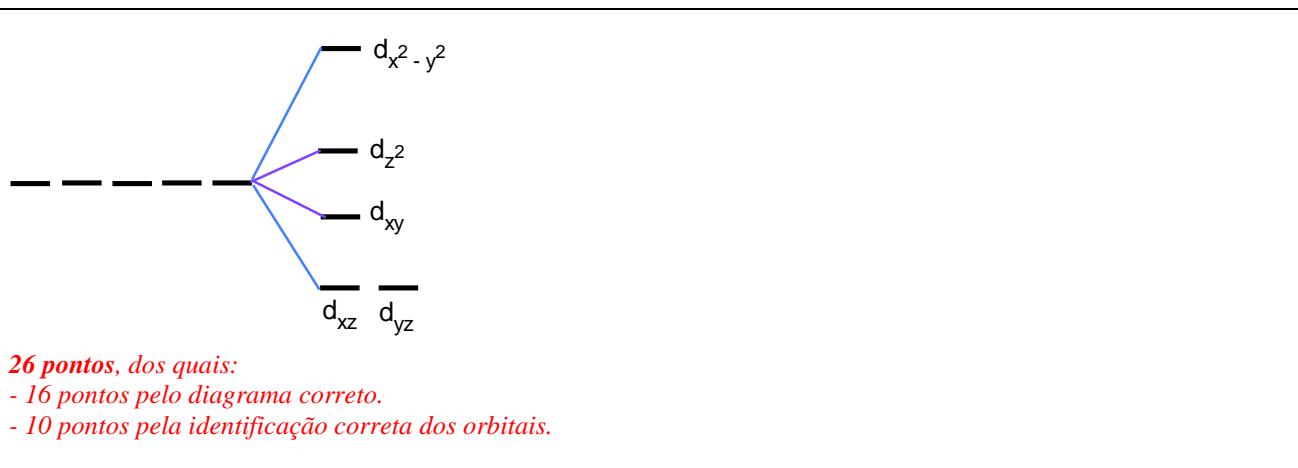 dx2 - y2
dz2
dxy
dxz dyz
26 pontos, dos quais:
- 16 pontos pelo diagrama correto.
- 10 pontos pela identificação correta dos orbitais.